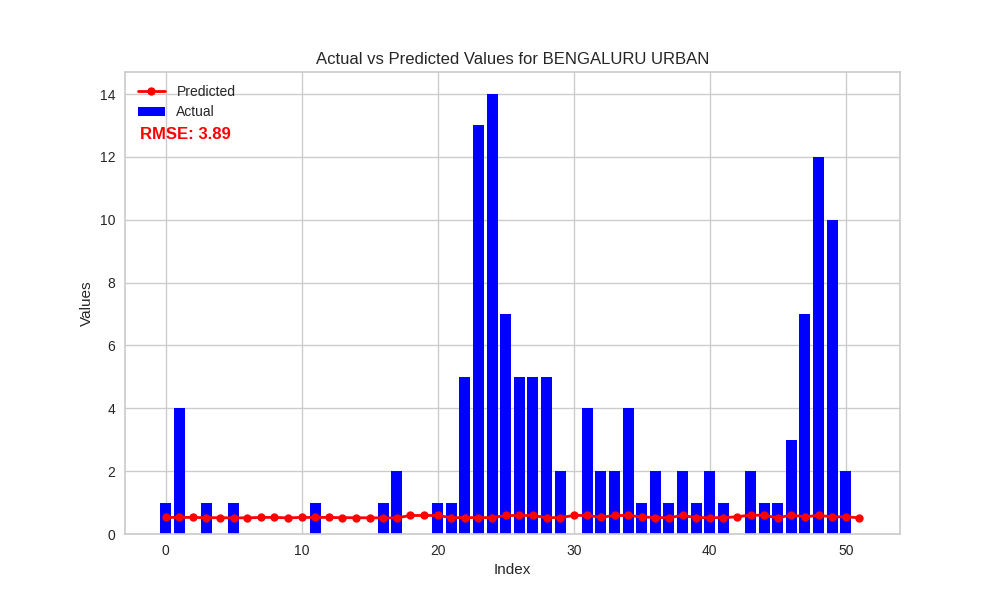 Actual vs Predicted Values for BENGALURU URBAN
Predicted
Actual
RMSE: 3.89
Values
14
12
10
8
6
4
2
0
0 10 20 30 40 50
Index